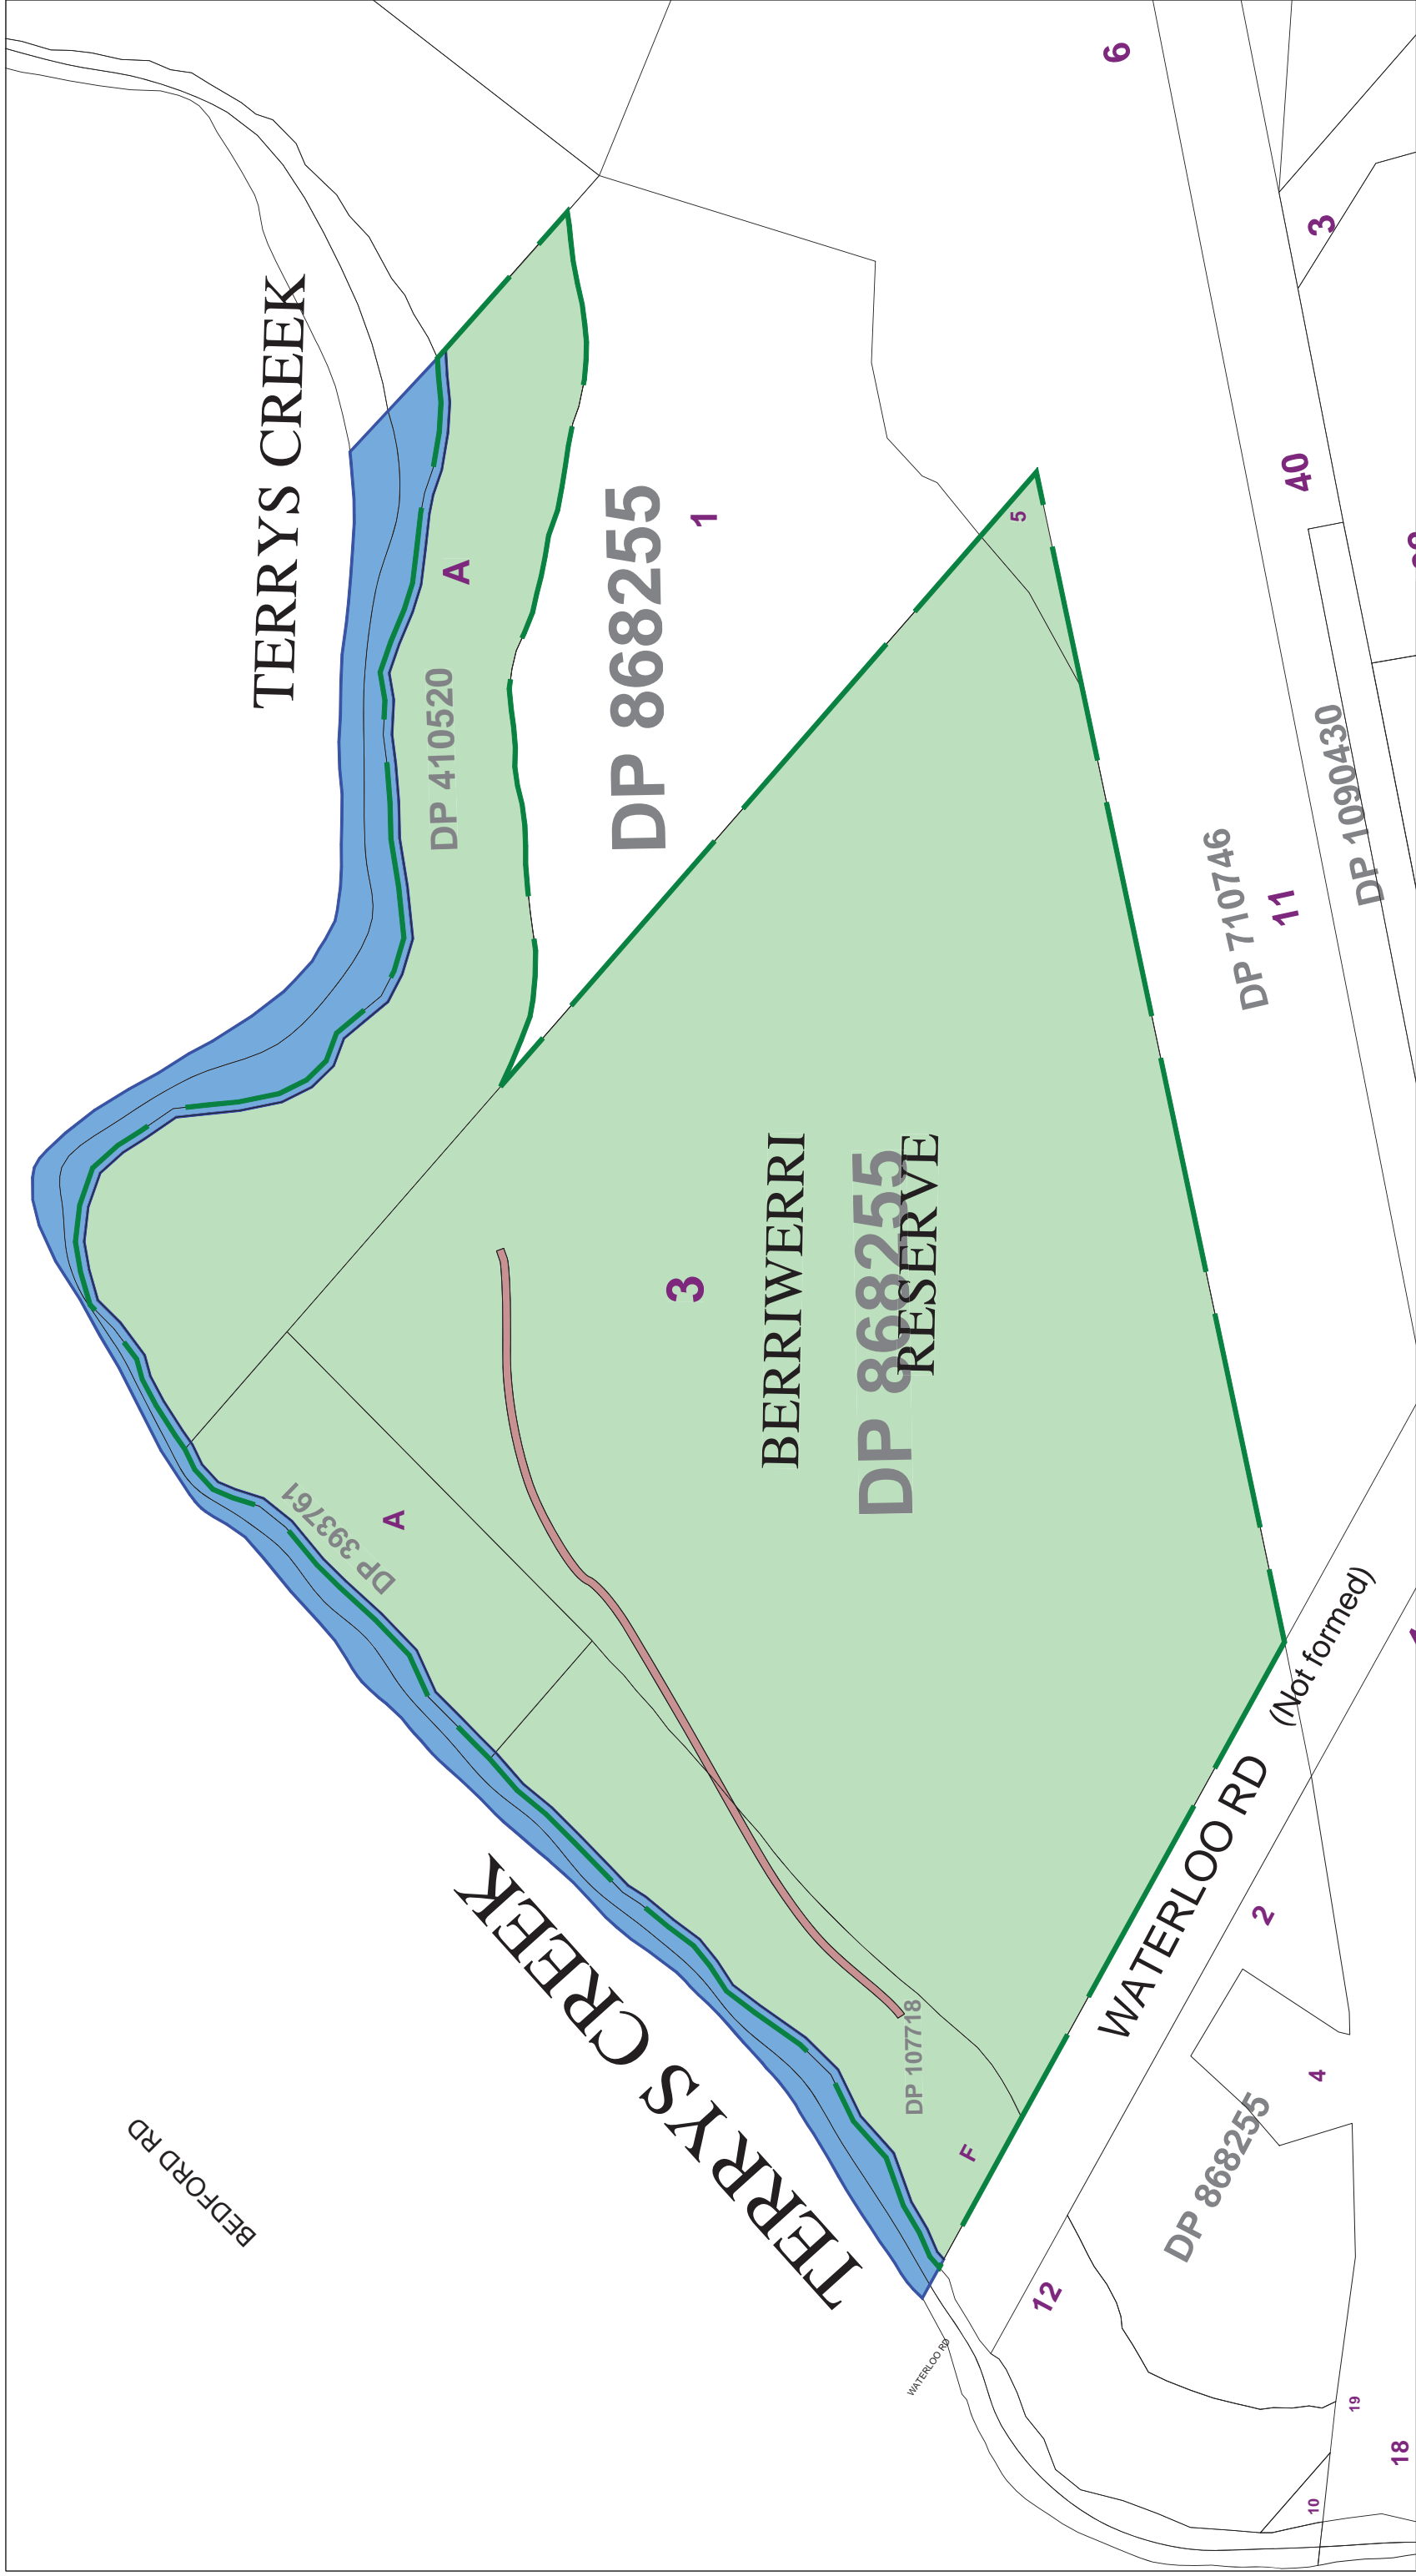 6
3
TERRYS CREEK
40
5
1
A
DP 868255
DP 410520
DP 1090430
DP 710746
11
3
BERRIWERRI
RESERVE
DP 868255
A
DP 393761
(Not formed)
WATERLOO RD
2
TERRYS CREEK
DP 107718
F
4
DP 868255
BEDFORD RD
12
WATERLOO RD
19
18
10